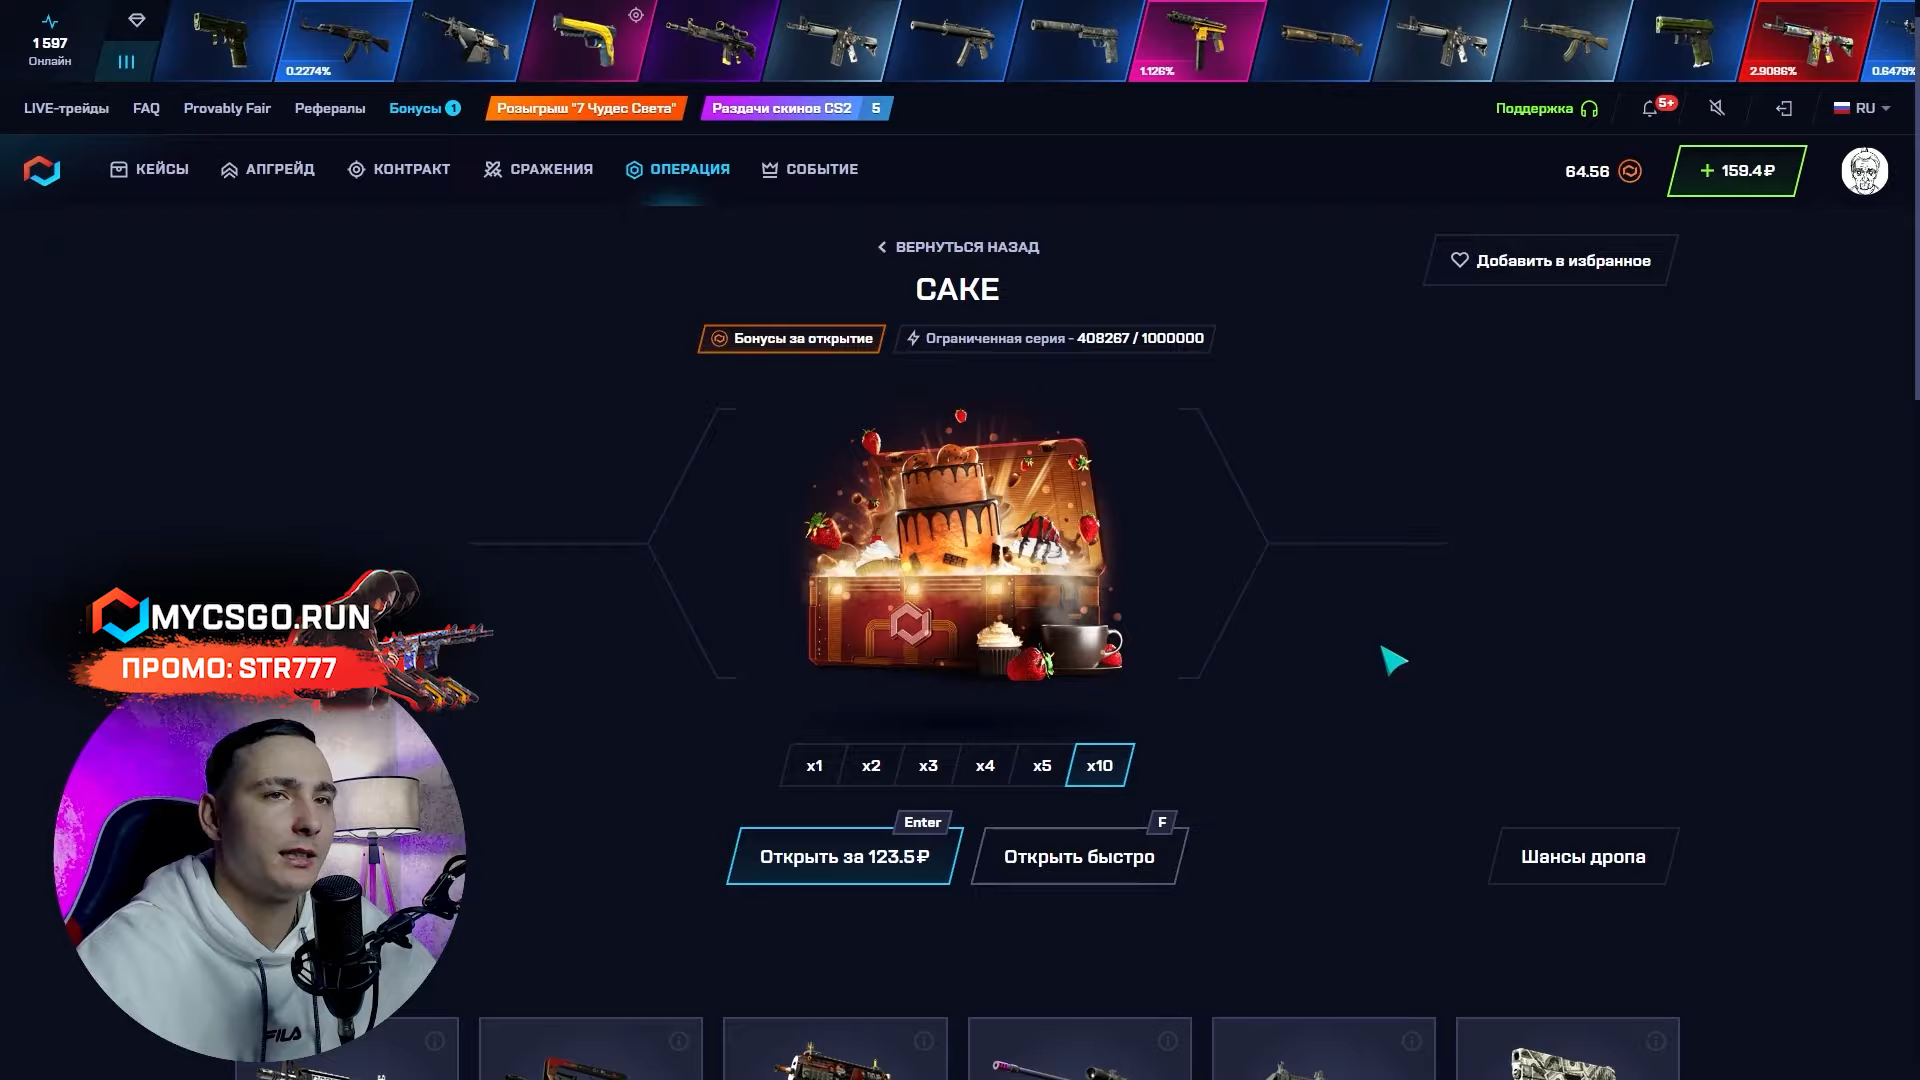 1 597
Онлайн
0.2274%
1.126%
2.9086%
0.6479%
LIVE-трейды
FAQ
Provably Fair
Рефералы
Бонусы 1
Розыгрыш "7 Чудес Света"
Раздачи скинов CS2 5
Поддержка
5+
RU
КЕЙСЫ
АПГРЕЙД
КОНТРАКТ
СРАЖЕНИЯ
ОПЕРАЦИЯ
СОБЫТИЕ
64.56
+ 159.4₽
ВЕРНУТЬСЯ НАЗАД
Добавить в избранное
CAKE
Бонусы за открытие
Ограниченная серия - 408267 / 1000000
MYCSGO.RUN
ПРОМО: STR777
x1
x2
x3
x4
x5
x10
Enter
F
Открыть за 123.5₽
Открыть быстро
Шансы дропа
FILA